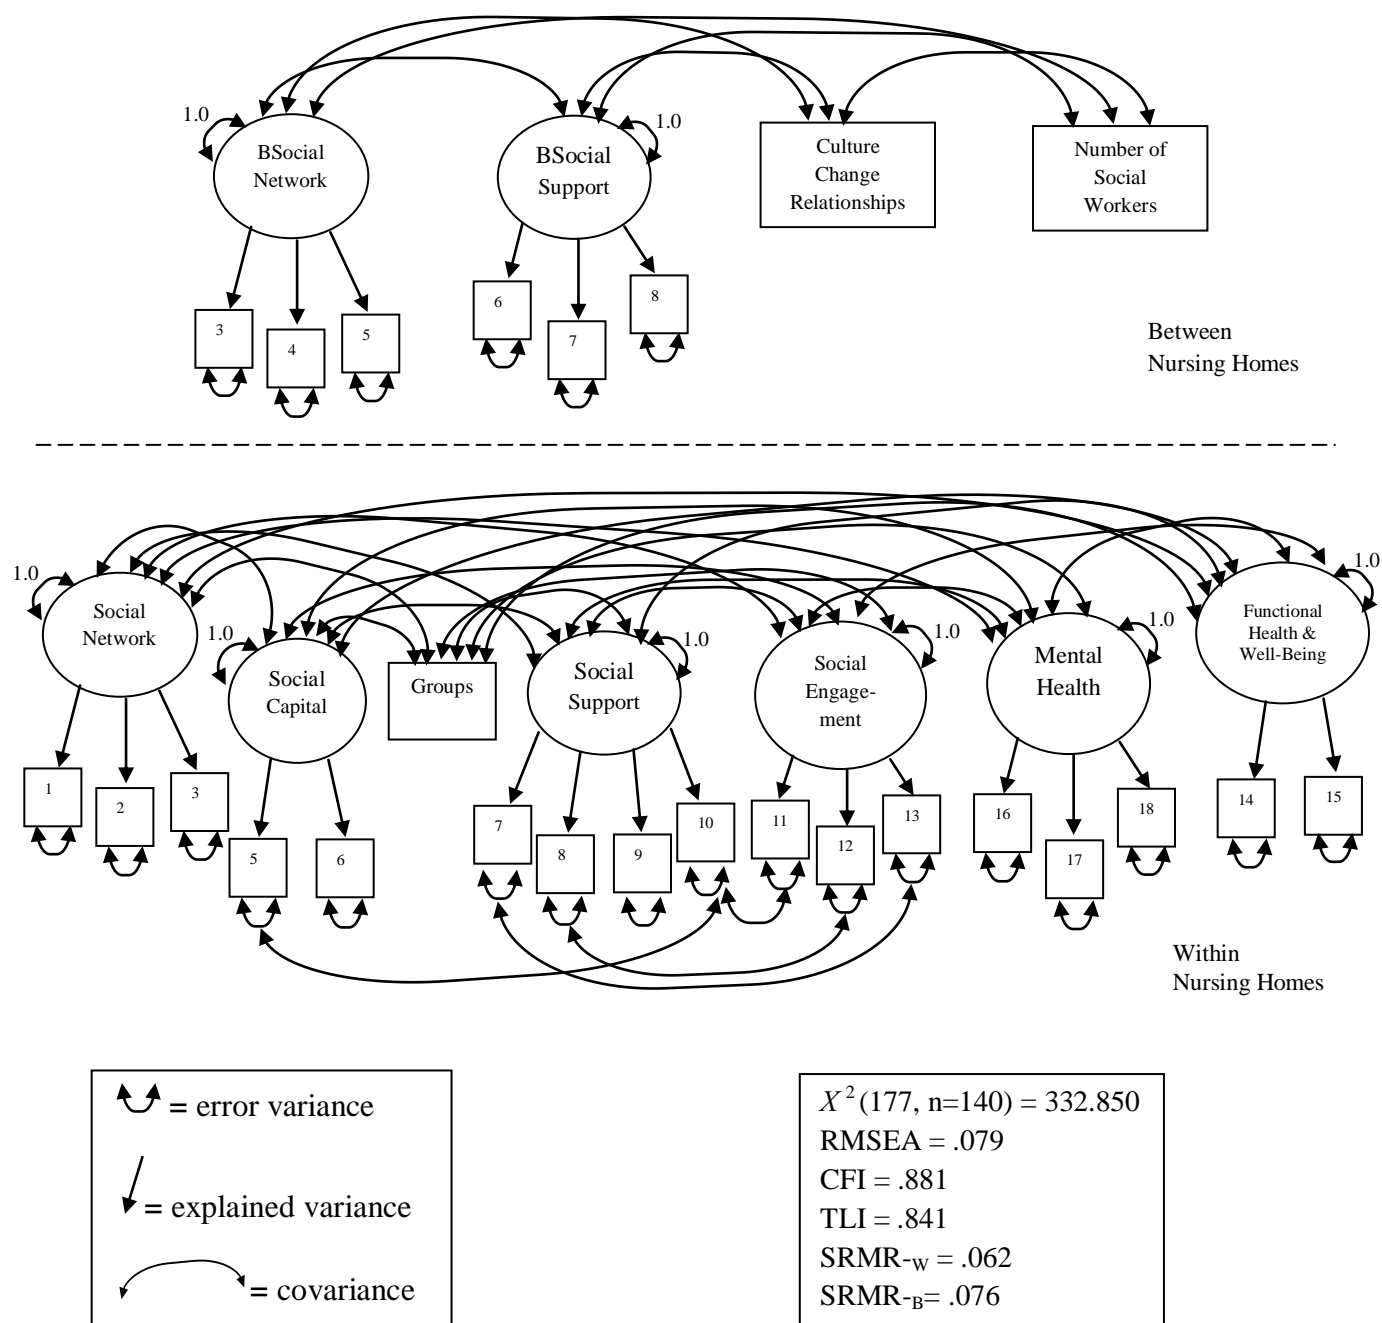 1.0
BSocial
Network
1.0
BSocial
Support
Culture
Change
Relationships
Number of
Social
Workers
3
4
5
6
7
8
Between
Nursing Homes
1.0
Social
Network
1.0
Social
Capital
Groups
1.0
Social
Support
1.0
Social
Engage-
ment
1.0
Mental
Health
1.0
Functional
Health &
Well-Being
1
2
3
5
6
7
8
9
10
11
12
13
16
17
18
14
15
Within
Nursing Homes
= error variance
= explained variance
= covariance
X² (177, n=140) = 332.850
RMSEA = .079
CFI = .881
TLI = .841
SRMR-W = .062
SRMR-B= .076